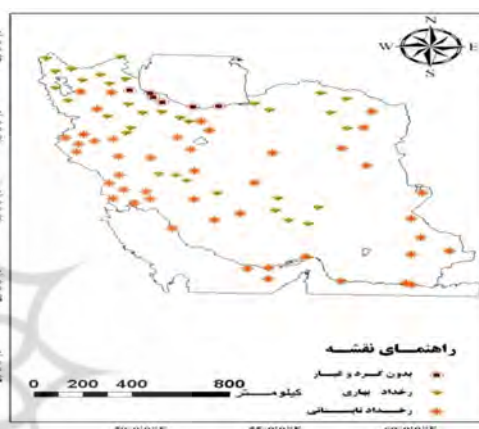 N
W E
S
راهنمای نقشه
بدون گرد و غبار
رخداد بهاری
رخداد تابستانی
0 200 400 800
کیلومتر